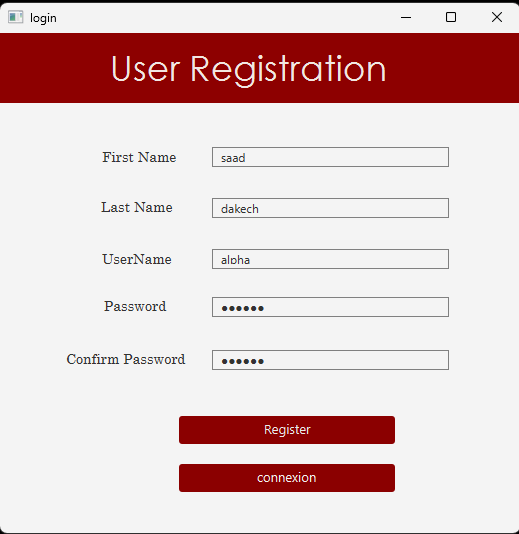 login
User Registration
First Name saad
Last Name dakech
UserName alpha
Password ●●●●●●
Confirm Password ●●●●●●
Register
connexion